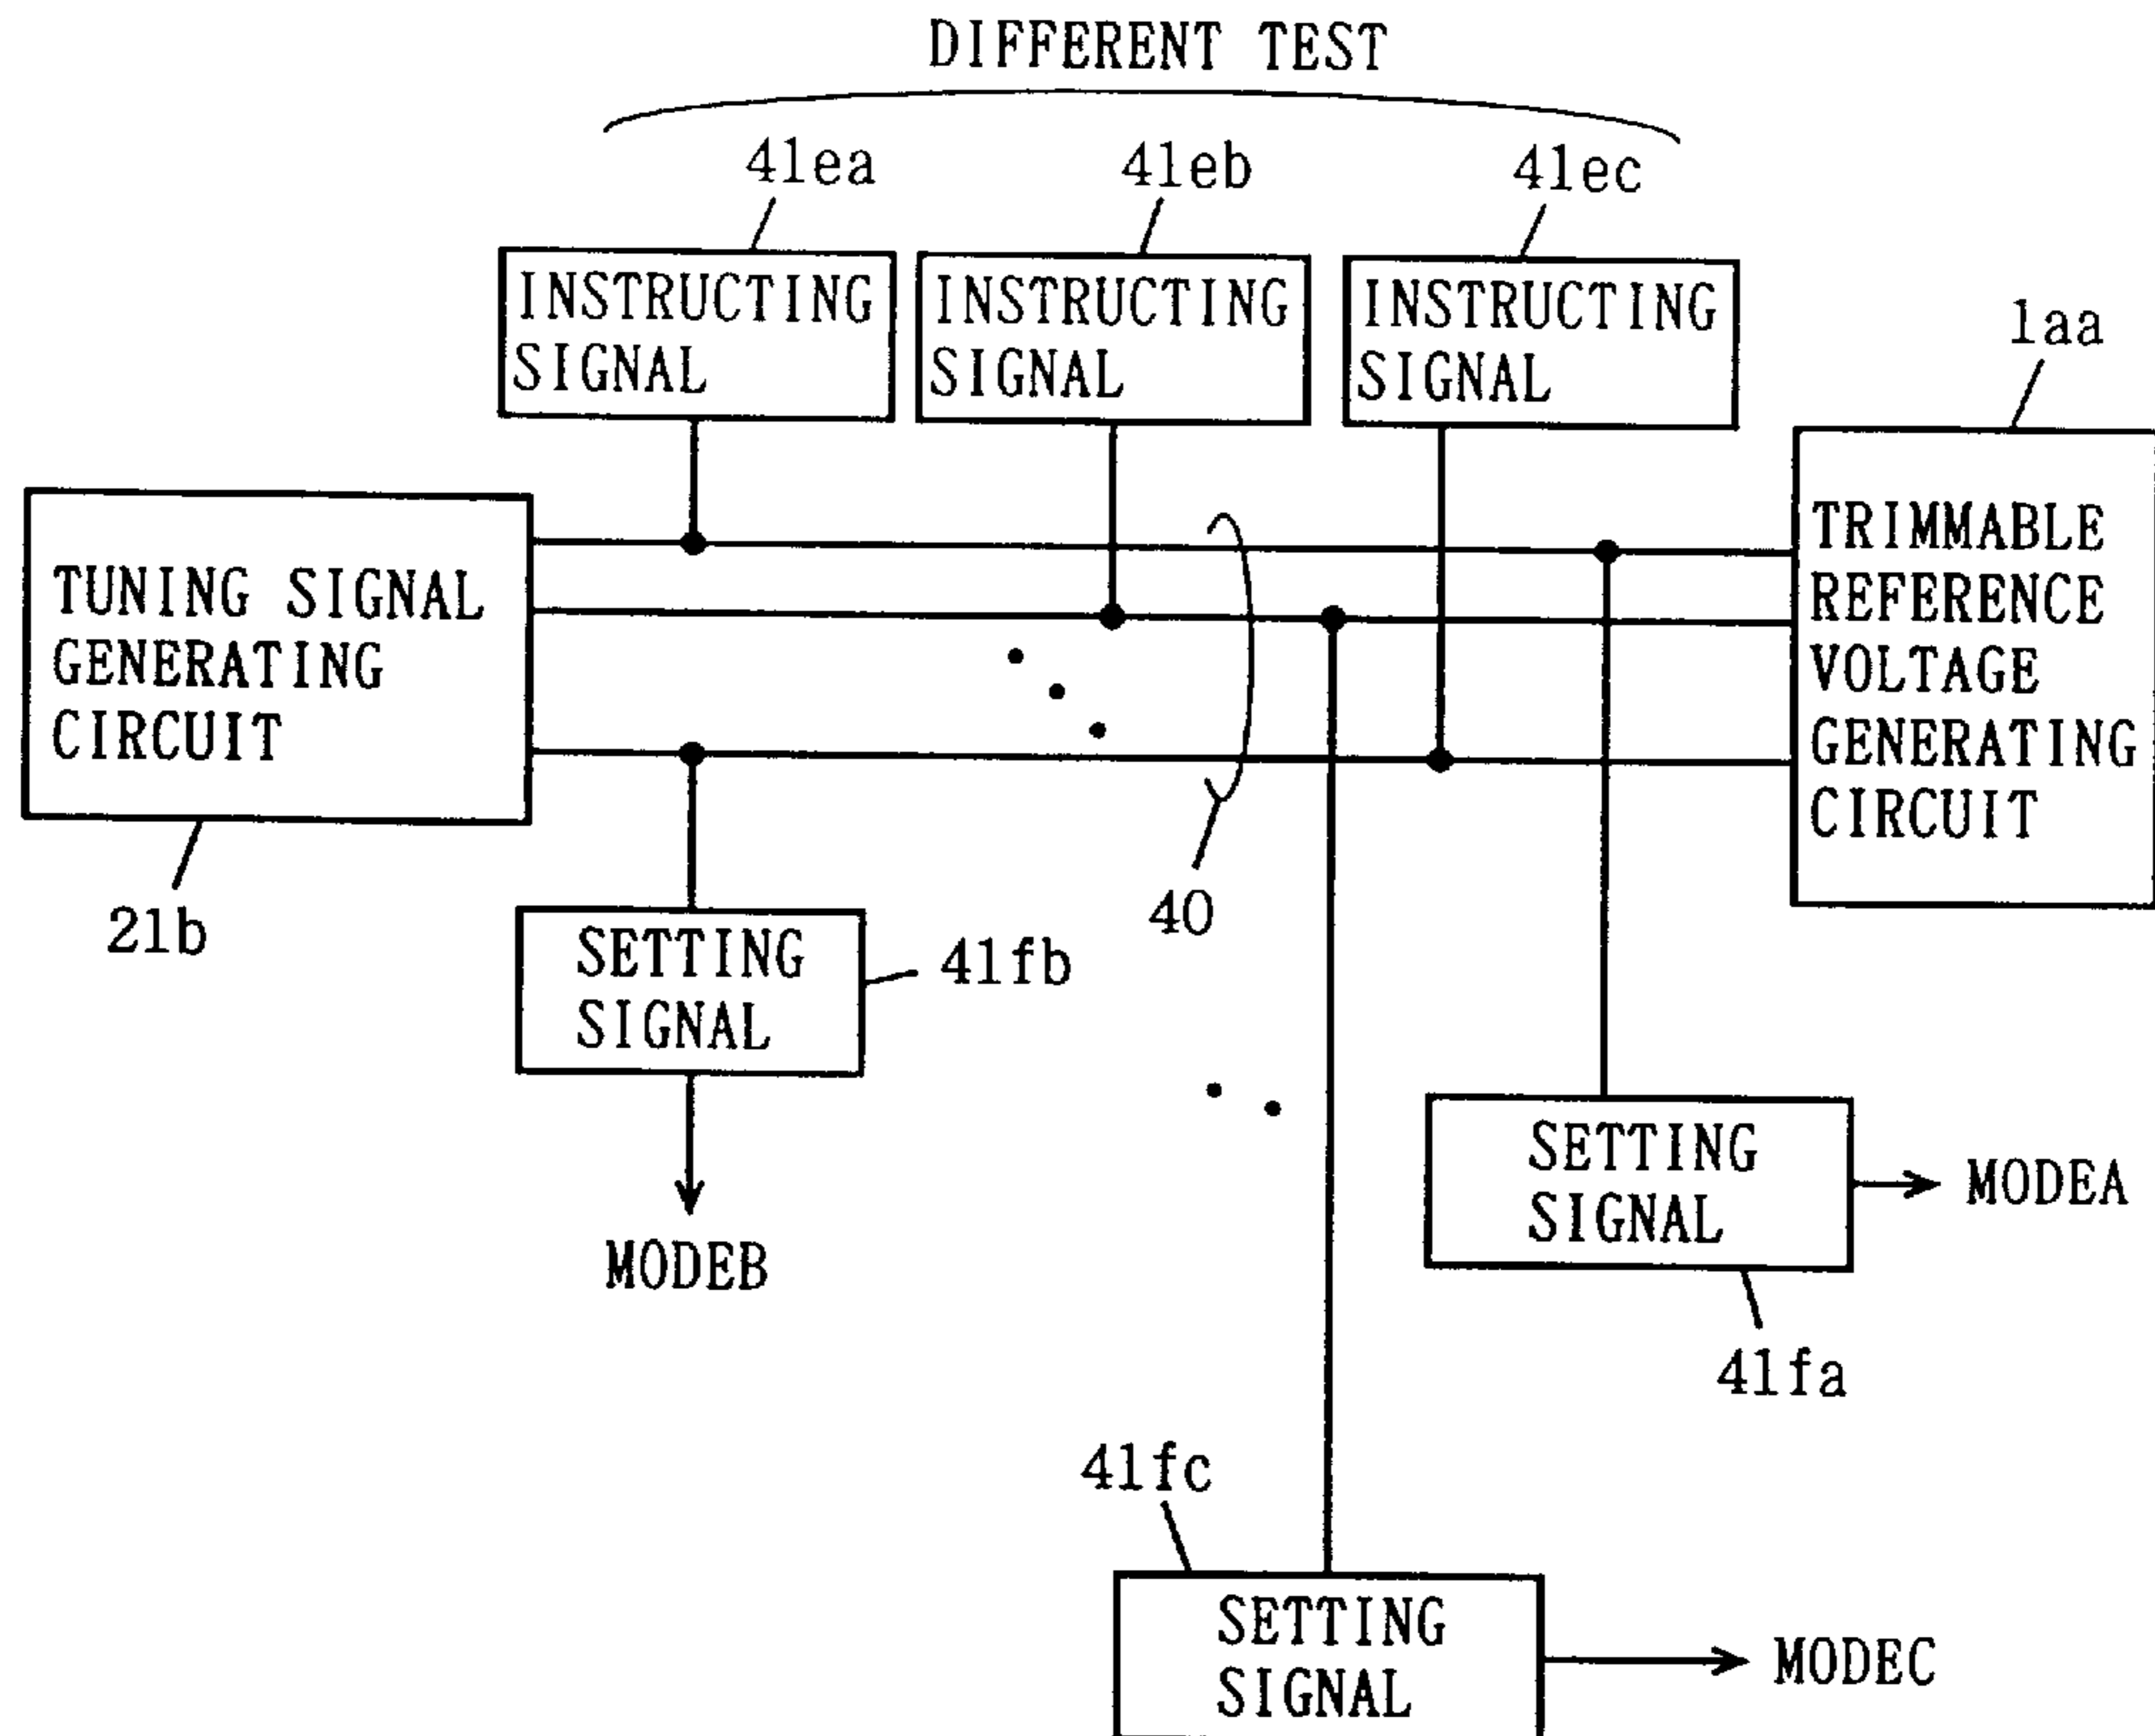 DIFFERENT TEST
41ea
41eb
41ec
INSTRUCTING
SIGNAL
INSTRUCTING
SIGNAL
INSTRUCTING
SIGNAL
1aa
TUNING SIGNAL
GENERATING
CIRCUIT
TRIMMABLE
REFERENCE
VOLTAGE
GENERATING
CIRCUIT
21b
40
SETTING
SIGNAL
41fb
MODEB
SETTING
SIGNAL
MODEA
41fa
41fc
SETTING
SIGNAL
MODEC